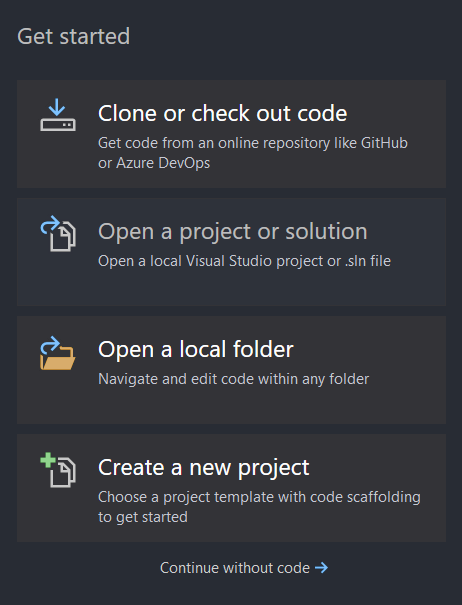 Get started
Clone or check out code
Get code from an online repository like GitHub
or Azure DevOps
Open a project or solution
Open a local Visual Studio project or .sln file
Open a local folder
Navigate and edit code within any folder
Create a new project
Choose a project template with code scaffolding
to get started
Continue without code →